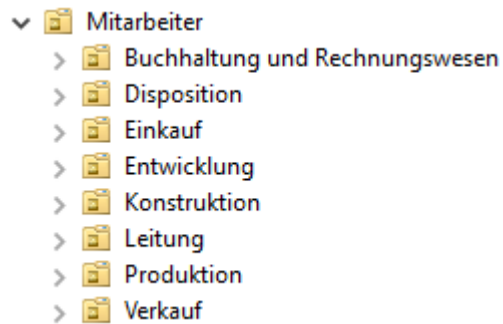 Mitarbeiter
Buchhaltung und Rechnungswesen
Disposition
Einkauf
Entwicklung
Konstruktion
Leitung
Produktion
Verkauf